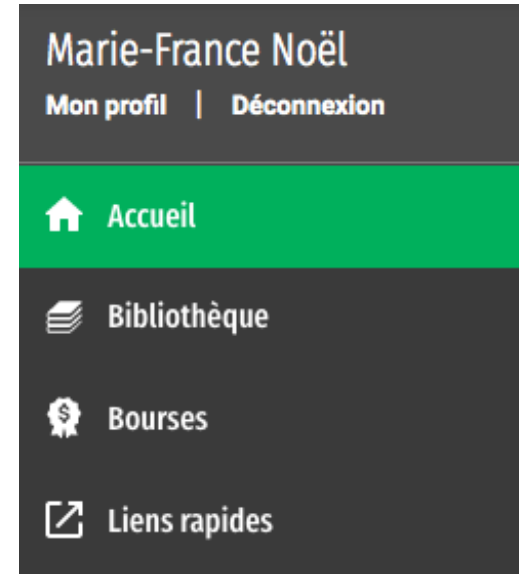 Marie-France Noël
Mon profil | Déconnexion
Accueil
Bibliothèque
Bourses
Liens rapides